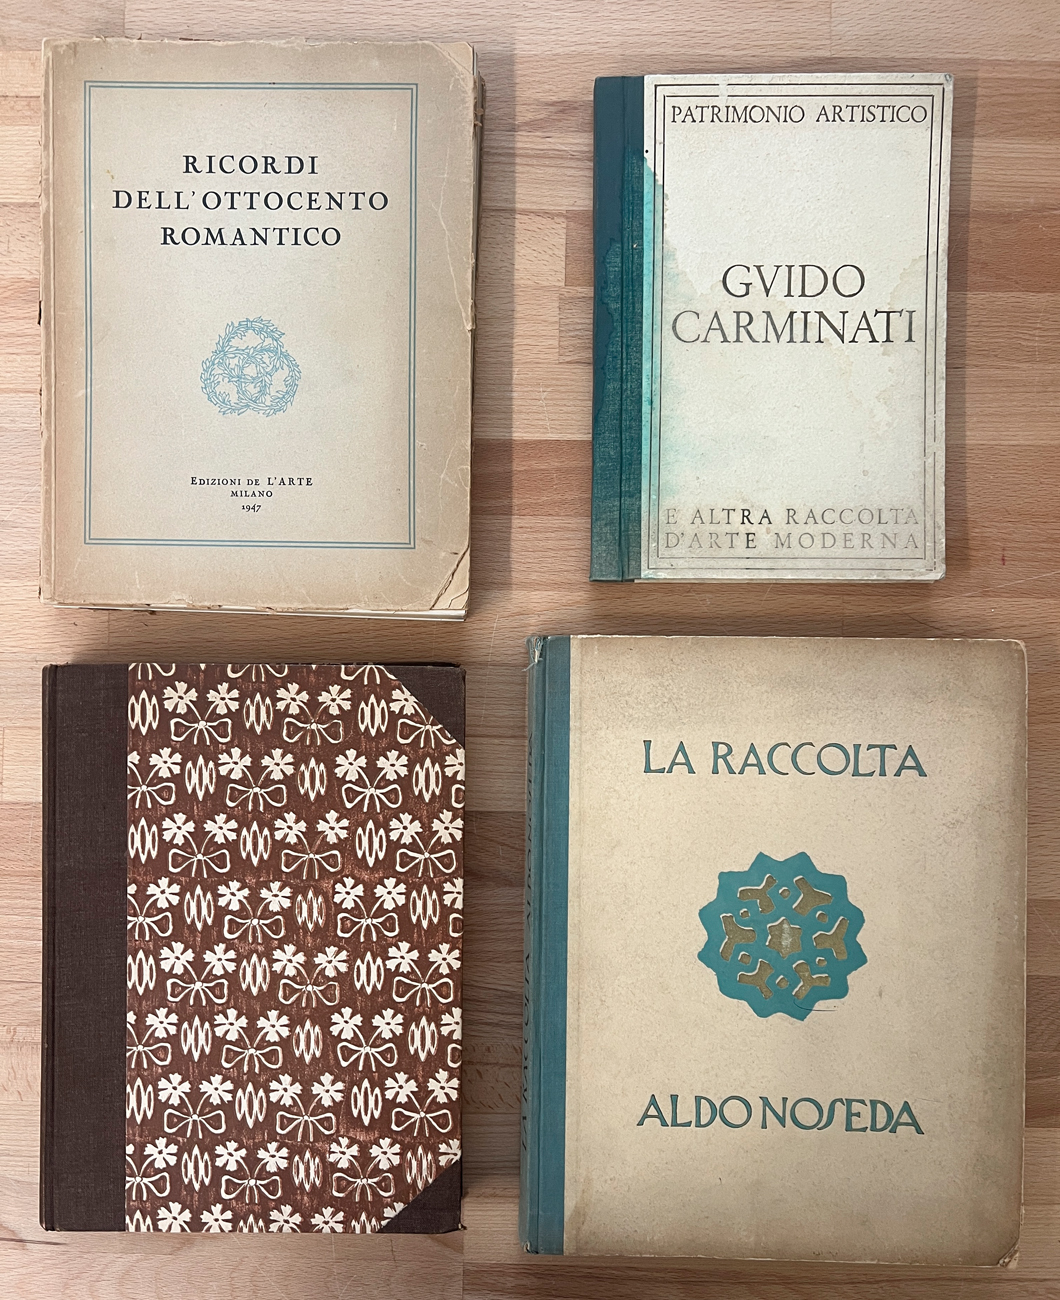 RICORDI
DELL'OTTOCENTO
ROMANTICO
EDIZIONI DE L'ARTE
MILANO
1947
PATRIMONIO ARTISTICO
GVIDO
CARMINATI
E ALTRA RACCOLTA
D'ARTE MODERNA
LA RACCOLTA
ALDO NOSEDA